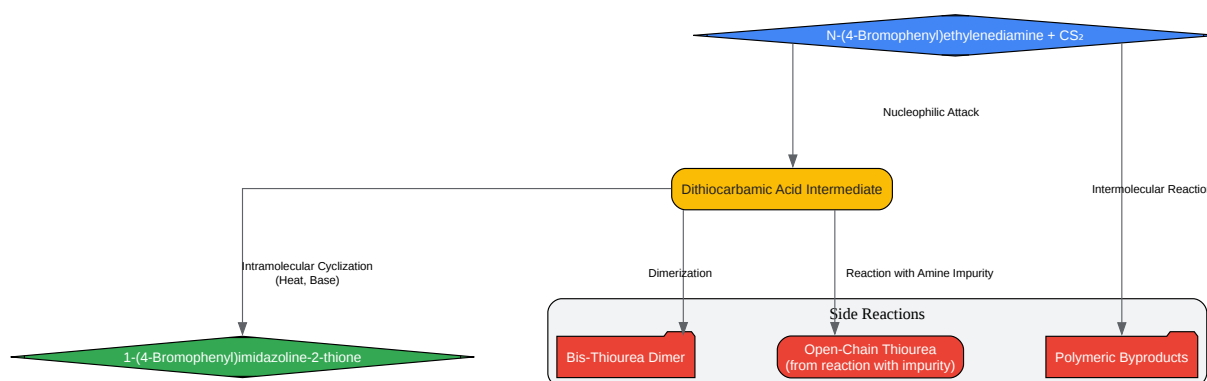 N-(4-Bromophenyl)ethylenediamine + CS₂
Nucleophilic Attack
Dithiocarbamic Acid Intermediate
Intermolecular Reactio
Intramolecular Cyclization
(Heat, Base)
Dimerization
Reaction with Amine Impurity
Side Reactions
1-(4-Bromophenyl)imidazoline-2-thione
Bis-Thiourea Dimer
Open-Chain Thiourea
(from reaction with impurity)
Polymeric Byproducts